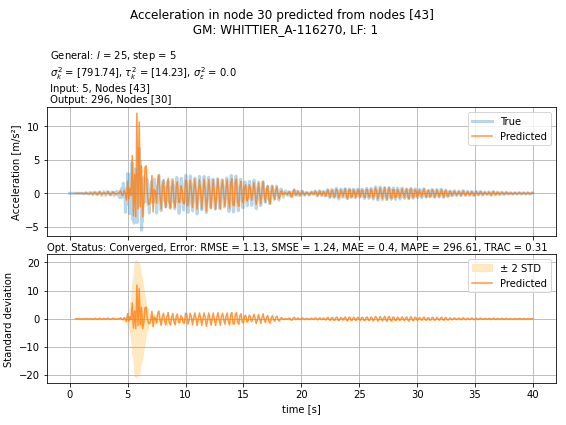 Acceleration in node 30 predicted from nodes [43]
GM: WHITTIER_A-116270, LF: 1
General: l = 25, step = 5
σ²ₖ = [791.74], τ²ₖ = [14.23], σ²ε = 0.0
Input: 5, Nodes [43]
Output: 296, Nodes [30]
Acceleration [m/s²]
10
5
0
−5
True
Predicted
Opt. Status: Converged, Error: RMSE = 1.13, SMSE = 1.24, MAE = 0.4, MAPE = 296.61, TRAC = 0.31
Standard deviation
20
10
0
−10
−20
± 2 STD
Predicted
0 5 10 15 20 25 30 35 40
time [s]